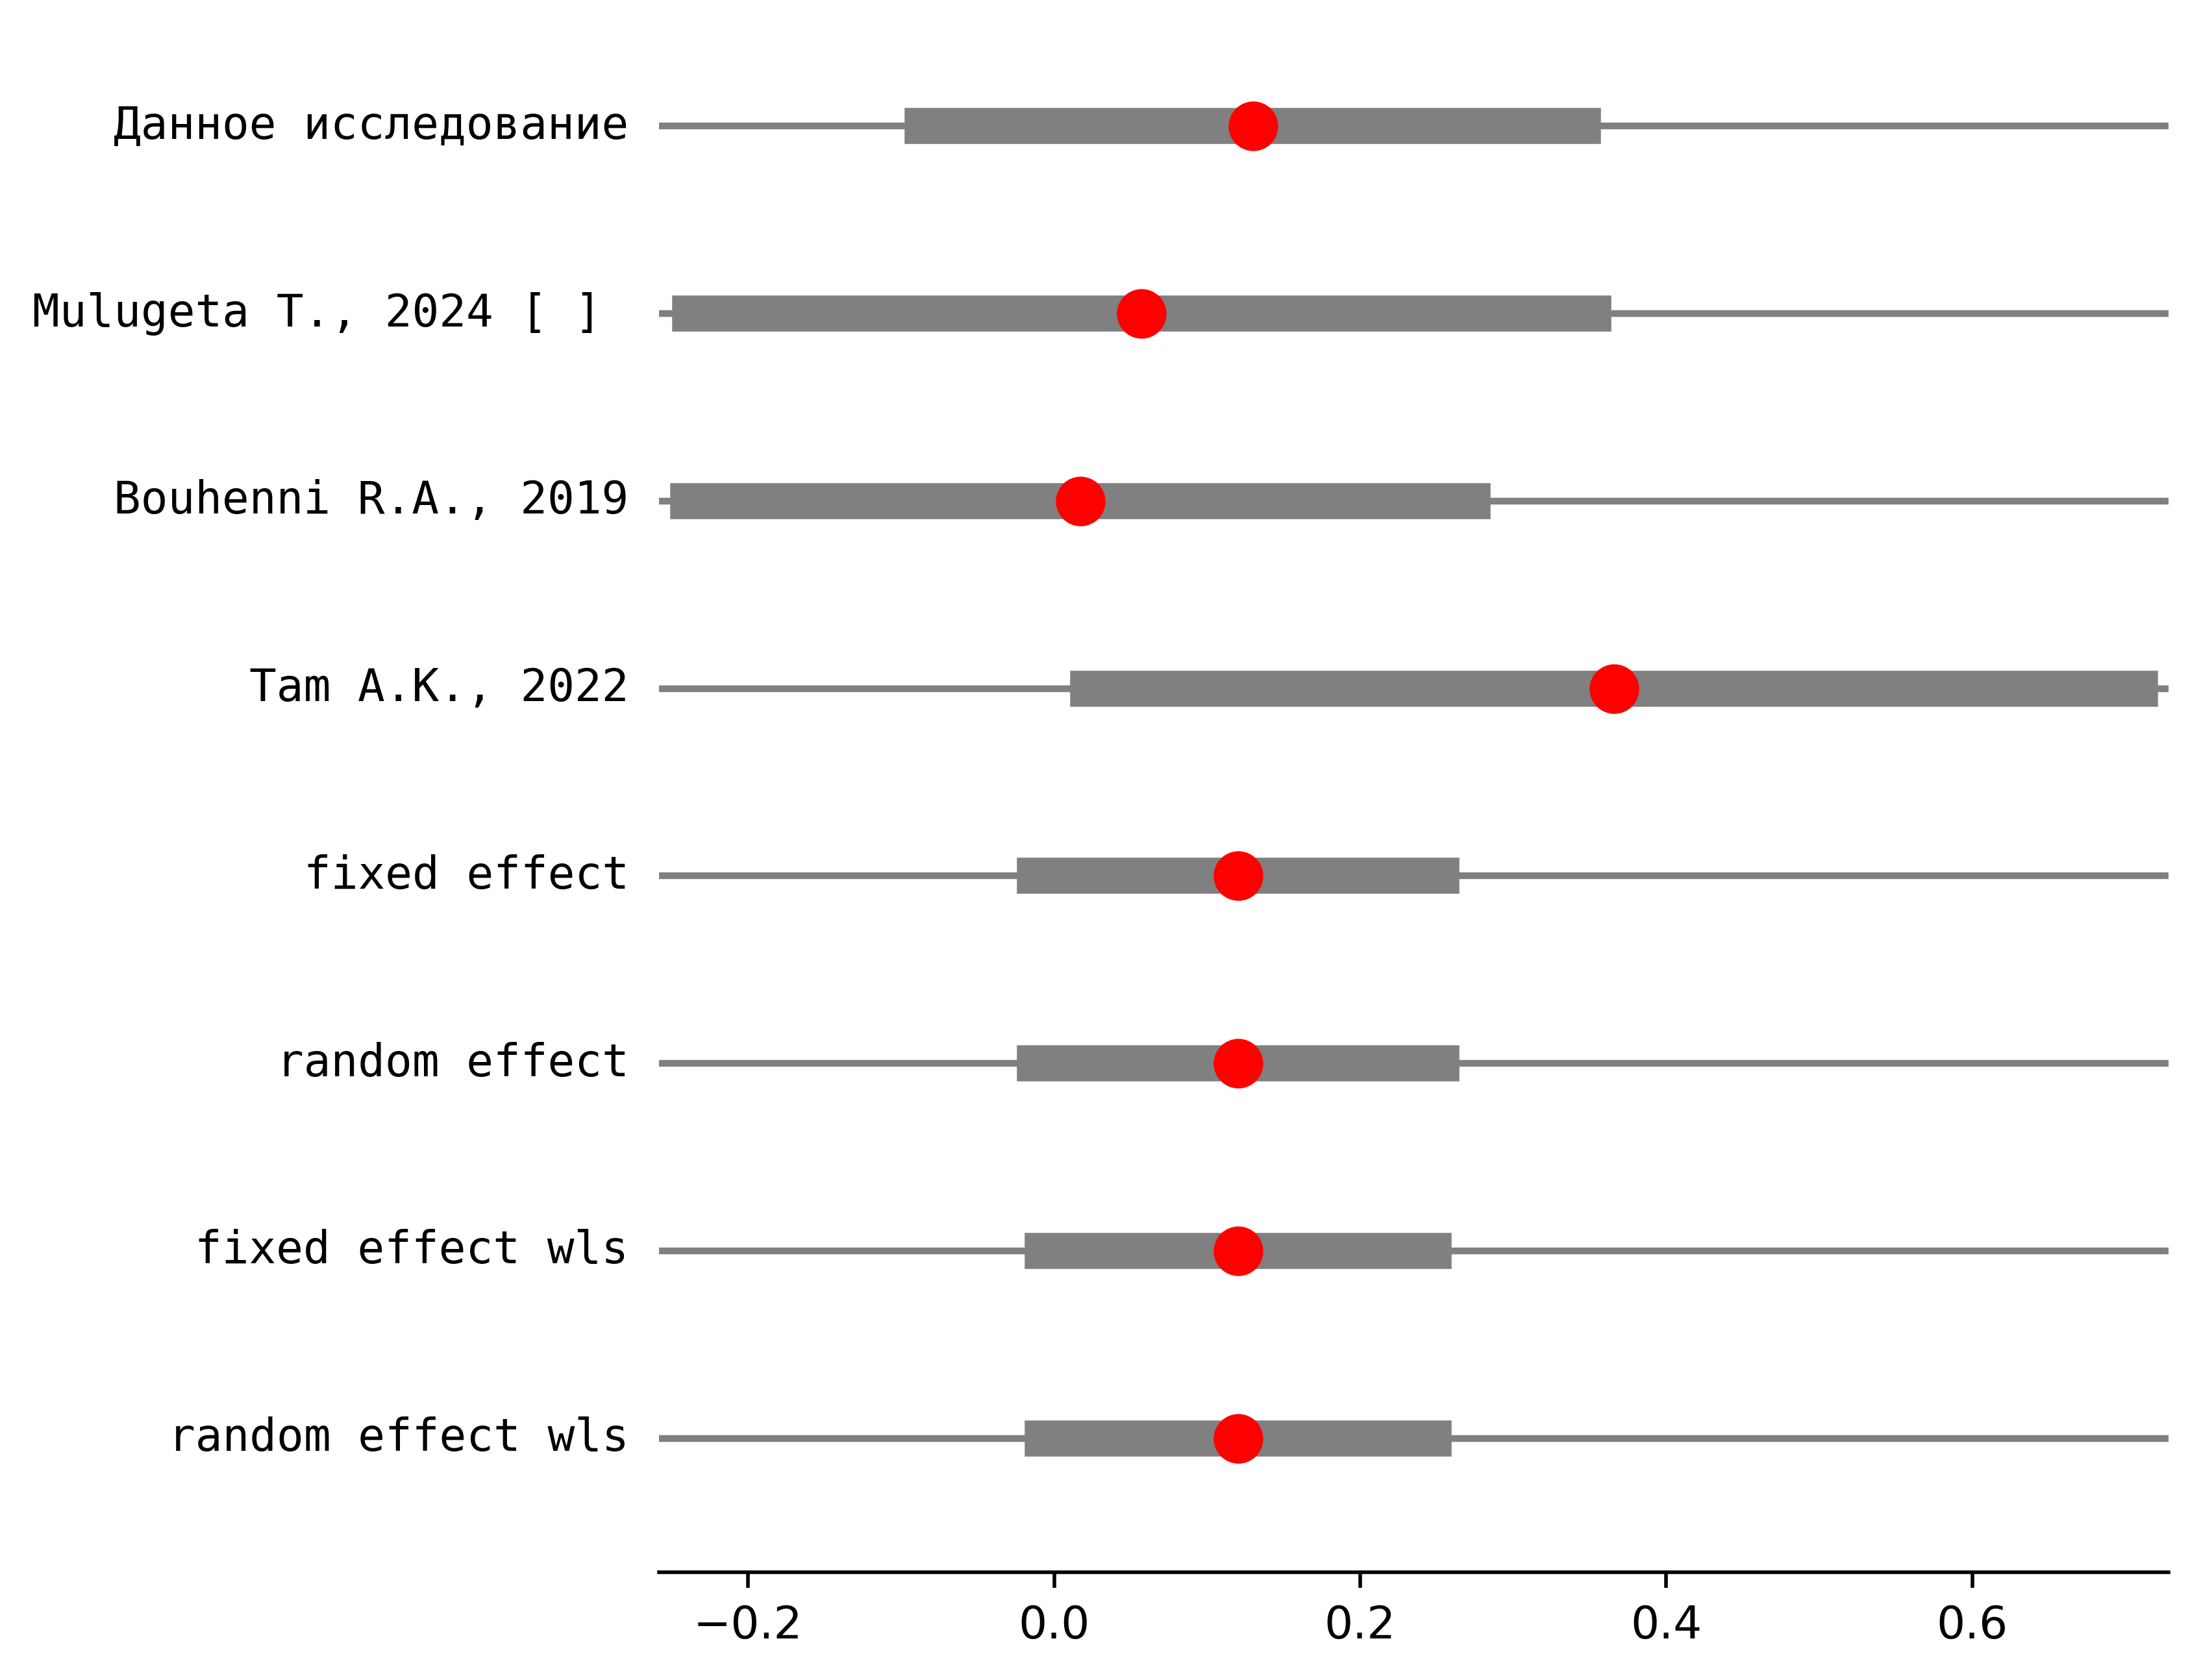 Данное исследование
Mulugeta T., 2024 [ ]
Bouhenni R.A., 2019
Tam A.K., 2022
fixed effect
random effect
fixed effect wls
random effect wls
−0.2 0.0 0.2 0.4 0.6